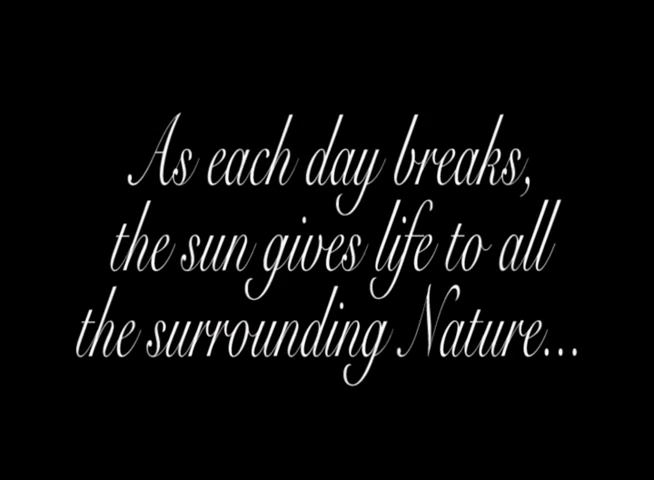 As each day breaks,
the sun gives life to all
the surrounding Nature...